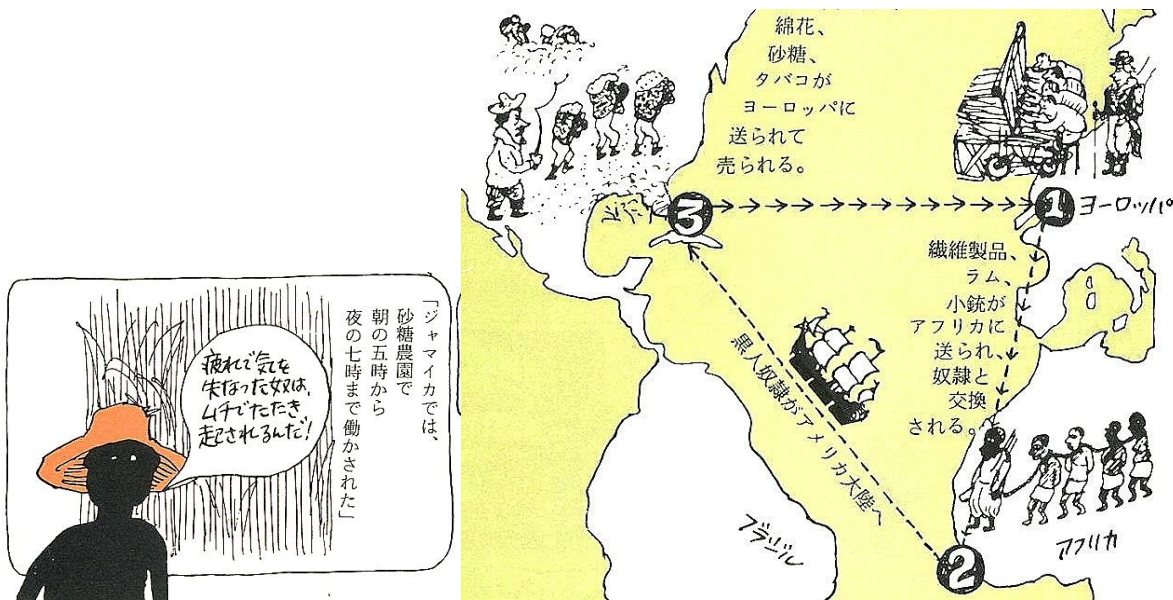 「ジャマイカでは、
砂糖農園で
朝の五時から
夜の七時まで働かされた」
疲れて気を
失なった奴は、
ムチでたたき
起されるんだ!
綿花、
砂糖、
タバコが
ヨーロッパに
送られて
売られる。
3
1
ヨーロッパ
繊維製品、
ラム、
小銃が
アフリカに
送られ、
奴隷と
交換
される。
黒人奴隷がアメリカ大陸へ
ブラジル
アフリカ
2